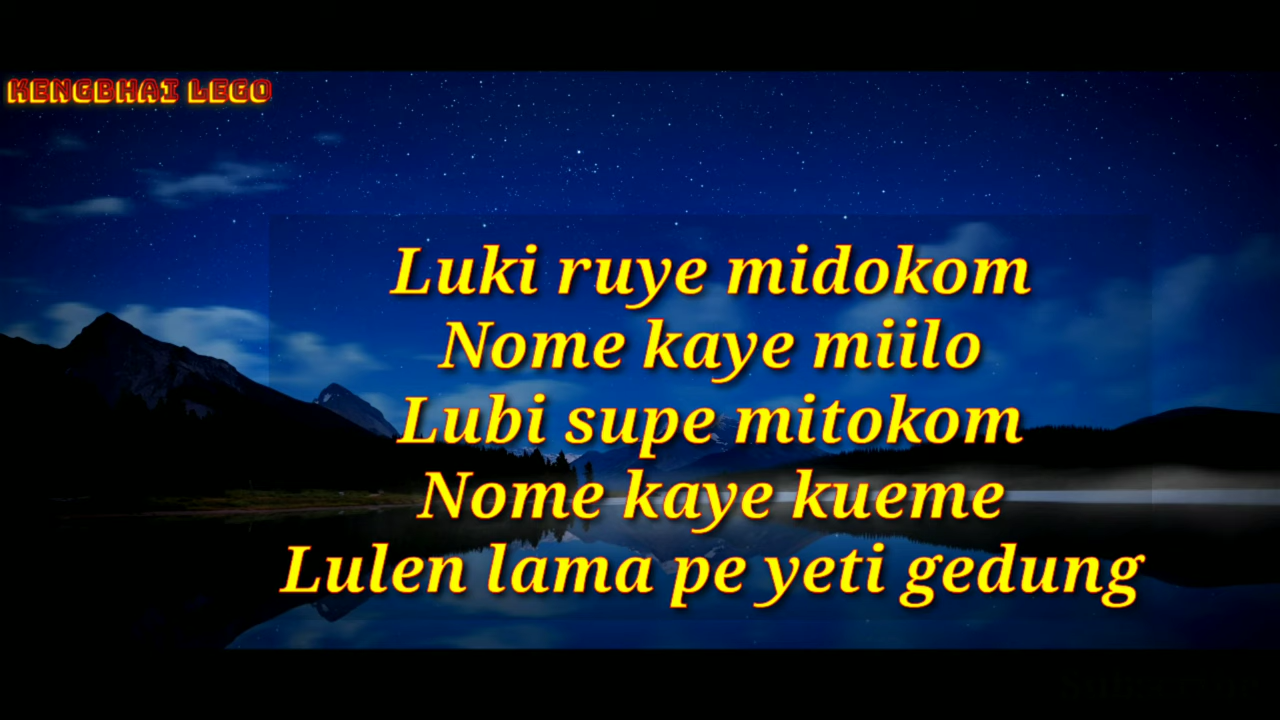 KENGBHAI LEGO
Luki ruye midokom
Nome kaye miilo
Lubi supe mitokom
Nome kaye kueme
Lulen lama pe yeti gedung